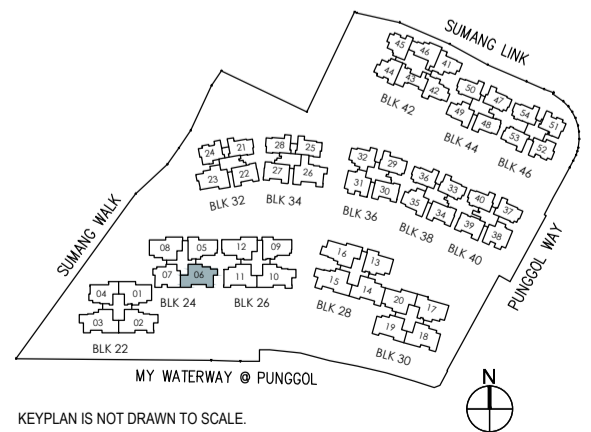 SUMANG LINK
45
46
41
44
43
42
BLK 42
50
47
49
48
BLK 44
54
51
53
52
BLK 46
24
21
23
22
BLK 32
28
25
27
26
BLK 34
32
29
31
30
BLK 36
36
33
35
34
BLK 38
40
37
39
38
BLK 40
SUMANG WALK
PUNGGOL WAY
08
05
07
06
BLK 24
12
09
11
10
BLK 26
16
13
15
14
BLK 28
20
17
19
18
BLK 30
04
01
03
02
BLK 22
MY WATERWAY @ PUNGGOL
N
KEYPLAN IS NOT DRAWN TO SCALE.